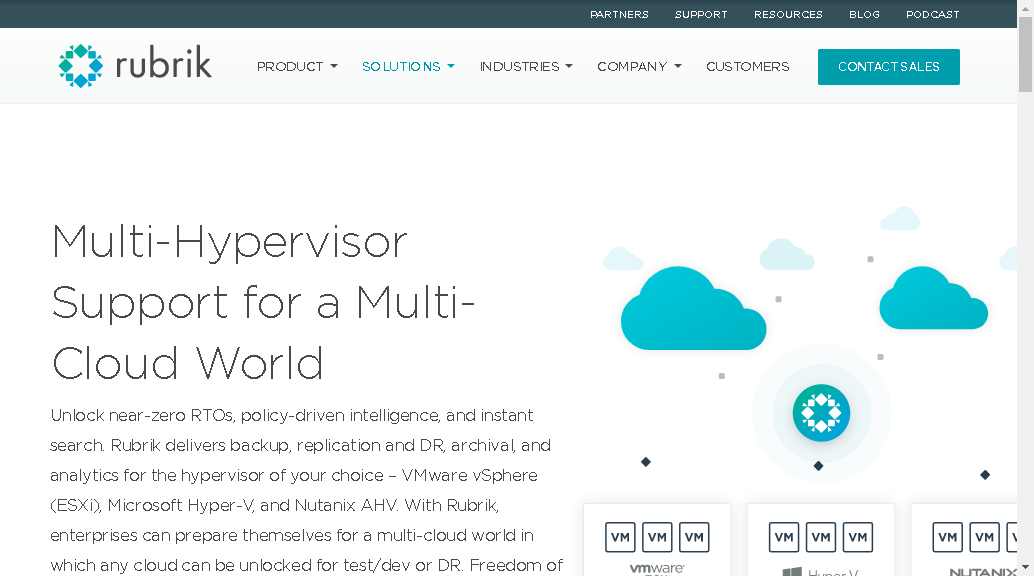 PARTNERS SUPPORT RESOURCES BLOG PODCAST
rubrik PRODUCT SOLUTIONS INDUSTRIES COMPANY CUSTOMERS CONTACT SALES
Multi-Hypervisor
Support for a Multi-
Cloud World
Unlock near-zero RTOs, policy-driven intelligence, and instant
search. Rubrik delivers backup, replication and DR, archival, and
analytics for the hypervisor of your choice – VMware vSphere
(ESXi), Microsoft Hyper-V, and Nutanix AHV. With Rubrik,
enterprises can prepare themselves for a multi-cloud world in
which any cloud can be unlocked for test/dev or DR. Freedom of
VM VM VM VM VM VM VM VM
vmware Hyper-V NUTANIX